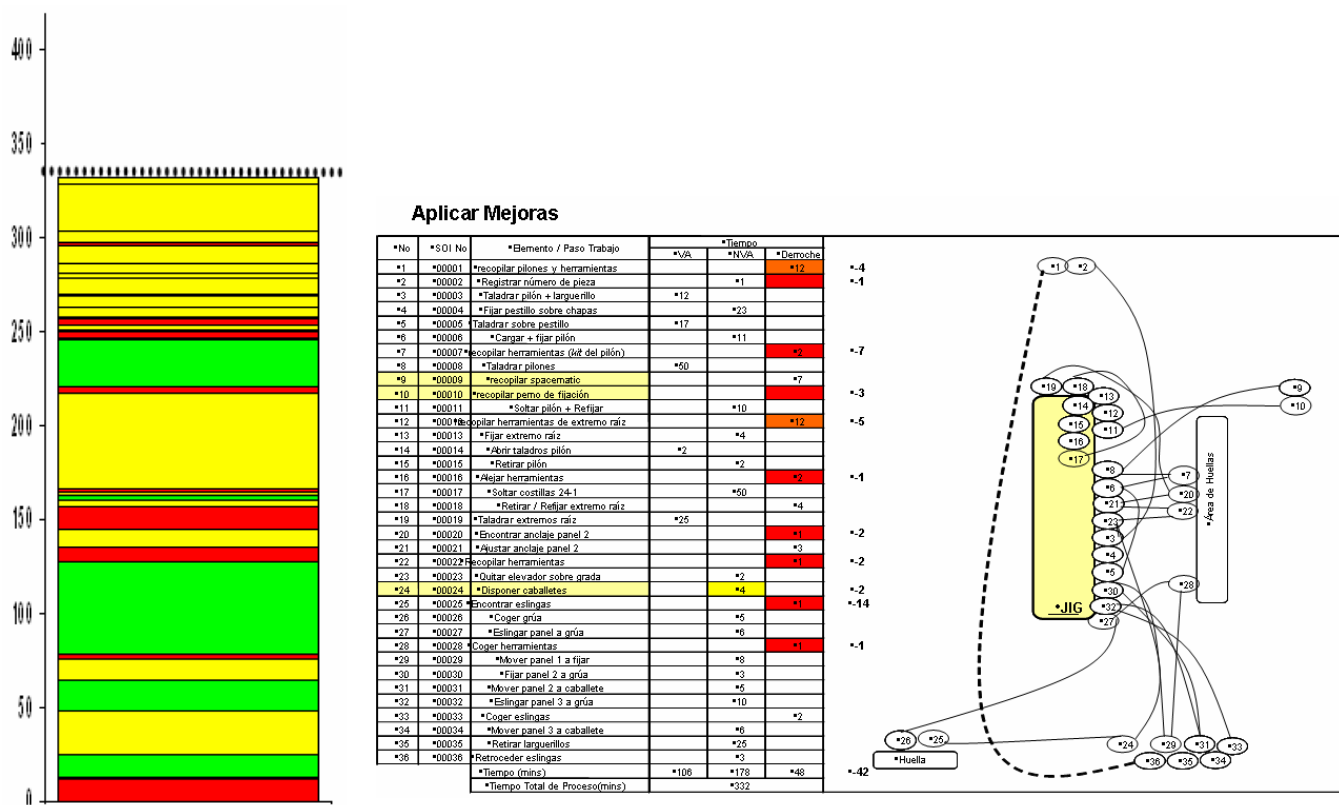 400
350
300
250
200
150
100
50
0
Aplicar Mejoras
▪No ▪SOI No ▪Elemento / Paso Trabajo ▪Tiempo
▪VA ▪NVA ▪Derroche
▪1 ▪00001 ▪recopilar pilones y herramientas ▪12 ▪-4
▪2 ▪00002 ▪Registrar número de pieza ▪1 ▪-1
▪3 ▪00003 ▪Taladrar pilón + larguerillo ▪12
▪4 ▪00004 ▪Fijar pestillo sobre chapas ▪23
▪5 ▪00005 ▪Taladrar sobre pestillo ▪17
▪6 ▪00006 ▪Cargar + fijar pilón ▪11
▪7 ▪00007 ▪recopilar herramientas (kit del pilón) ▪2 ▪-7
▪8 ▪00008 ▪Taladrar pilones ▪50
▪9 ▪00009 ▪recopilar spacematic ▪7
▪10 ▪00010 ▪recopilar perno de fijación ▪-3
▪11 ▪00011 ▪Soltar pilón + Refijar ▪10
▪12 ▪00012 ▪recopilar herramientas de extremo raíz ▪12 ▪-5
▪13 ▪00013 ▪Fijar extremo raíz ▪4
▪14 ▪00014 ▪Abrir taladros pilón ▪2
▪15 ▪00015 ▪Retirar pilón ▪2
▪16 ▪00016 ▪Alejar herramientas ▪2 ▪-1
▪17 ▪00017 ▪Soltar costillas 24-1 ▪50
▪18 ▪00018 ▪Retirar / Refijar extremo raíz ▪4
▪19 ▪00019 ▪Taladrar extremos raíz ▪25
▪20 ▪00020 ▪Encontrar anclaje panel 2 ▪1 ▪-2
▪21 ▪00021 ▪Ajustar anclaje panel 2 ▪3
▪22 ▪00022 ▪Recopilar herramientas ▪1 ▪-2
▪23 ▪00023 ▪Quitar elevador sobre grada ▪2
▪24 ▪00024 ▪Disponer caballetes ▪4 ▪-2
▪25 ▪00025 ▪Encontrar eslingas ▪1 ▪-14
▪26 ▪00026 ▪Coger grúa ▪5
▪27 ▪00027 ▪Eslingar panel a grúa ▪6
▪28 ▪00028 ▪Coger herramientas ▪1 ▪-1
▪29 ▪00029 ▪Mover panel 1 a fijar ▪8
▪30 ▪00030 ▪Fijar panel 2 a grúa ▪3
▪31 ▪00031 ▪Mover panel 2 a caballete ▪5
▪32 ▪00032 ▪Eslingar panel 3 a grúa ▪10
▪33 ▪00033 ▪Coger eslingas ▪2
▪34 ▪00034 ▪Mover panel 3 a caballete ▪6
▪35 ▪00035 ▪Retirar larguerillos ▪25
▪36 ▪00036 ▪Retroceder eslingas ▪3
▪Tiempo (mins) ▪106 ▪178 ▪48 ▪-42
▪Tiempo Total de Proceso(mins) ▪332
▪1 ▪2
▪19 ▪18 ▪13 ▪9
▪14 ▪12 ▪10
▪15 ▪11
▪16
▪17
▪8 ▪7
▪6 ▪20
▪21 ▪22
▪23
▪3
▪4
▪5
▪30 ▪28
▪32
▪27
▪JIG
▪Área de Huellas
▪26 ▪25 ▪24 ▪29 ▪31 ▪33
▪Huella ▪36 ▪35 ▪34